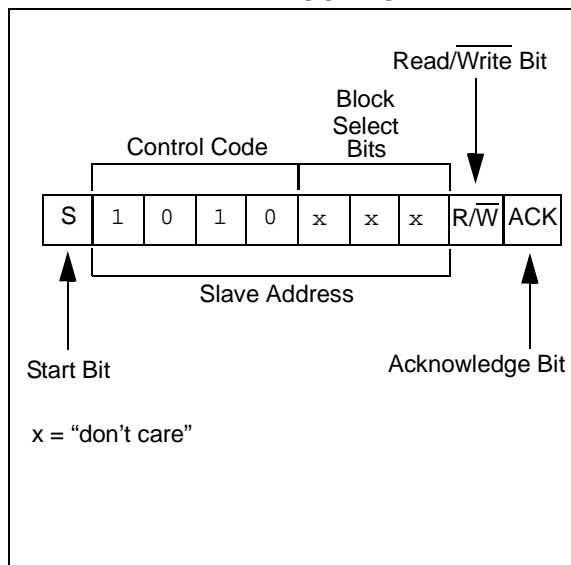 Read/Write Bit
Block
Select
Bits
Control Code
S 1 0 1 0 x x x R/W ACK
Slave Address
Start Bit
Acknowledge Bit
x = “don’t care”